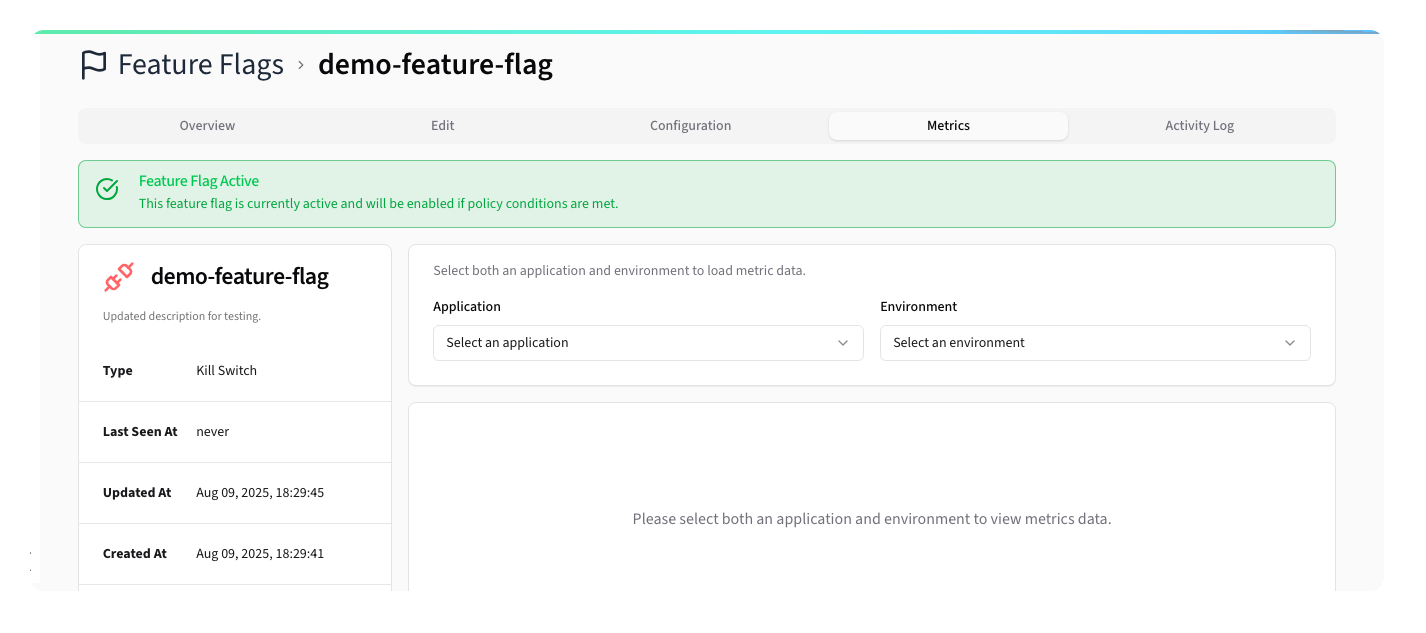 Feature Flags › demo-feature-flag
Overview Edit Configuration Metrics Activity Log
Feature Flag Active
This feature flag is currently active and will be enabled if policy conditions are met.
demo-feature-flag
Updated description for testing.
Type Kill Switch
Last Seen At never
Updated At Aug 09, 2025, 18:29:45
Created At Aug 09, 2025, 18:29:41
Select both an application and environment to load metric data.
Application Environment
Select an application Select an environment
Please select both an application and environment to view metrics data.